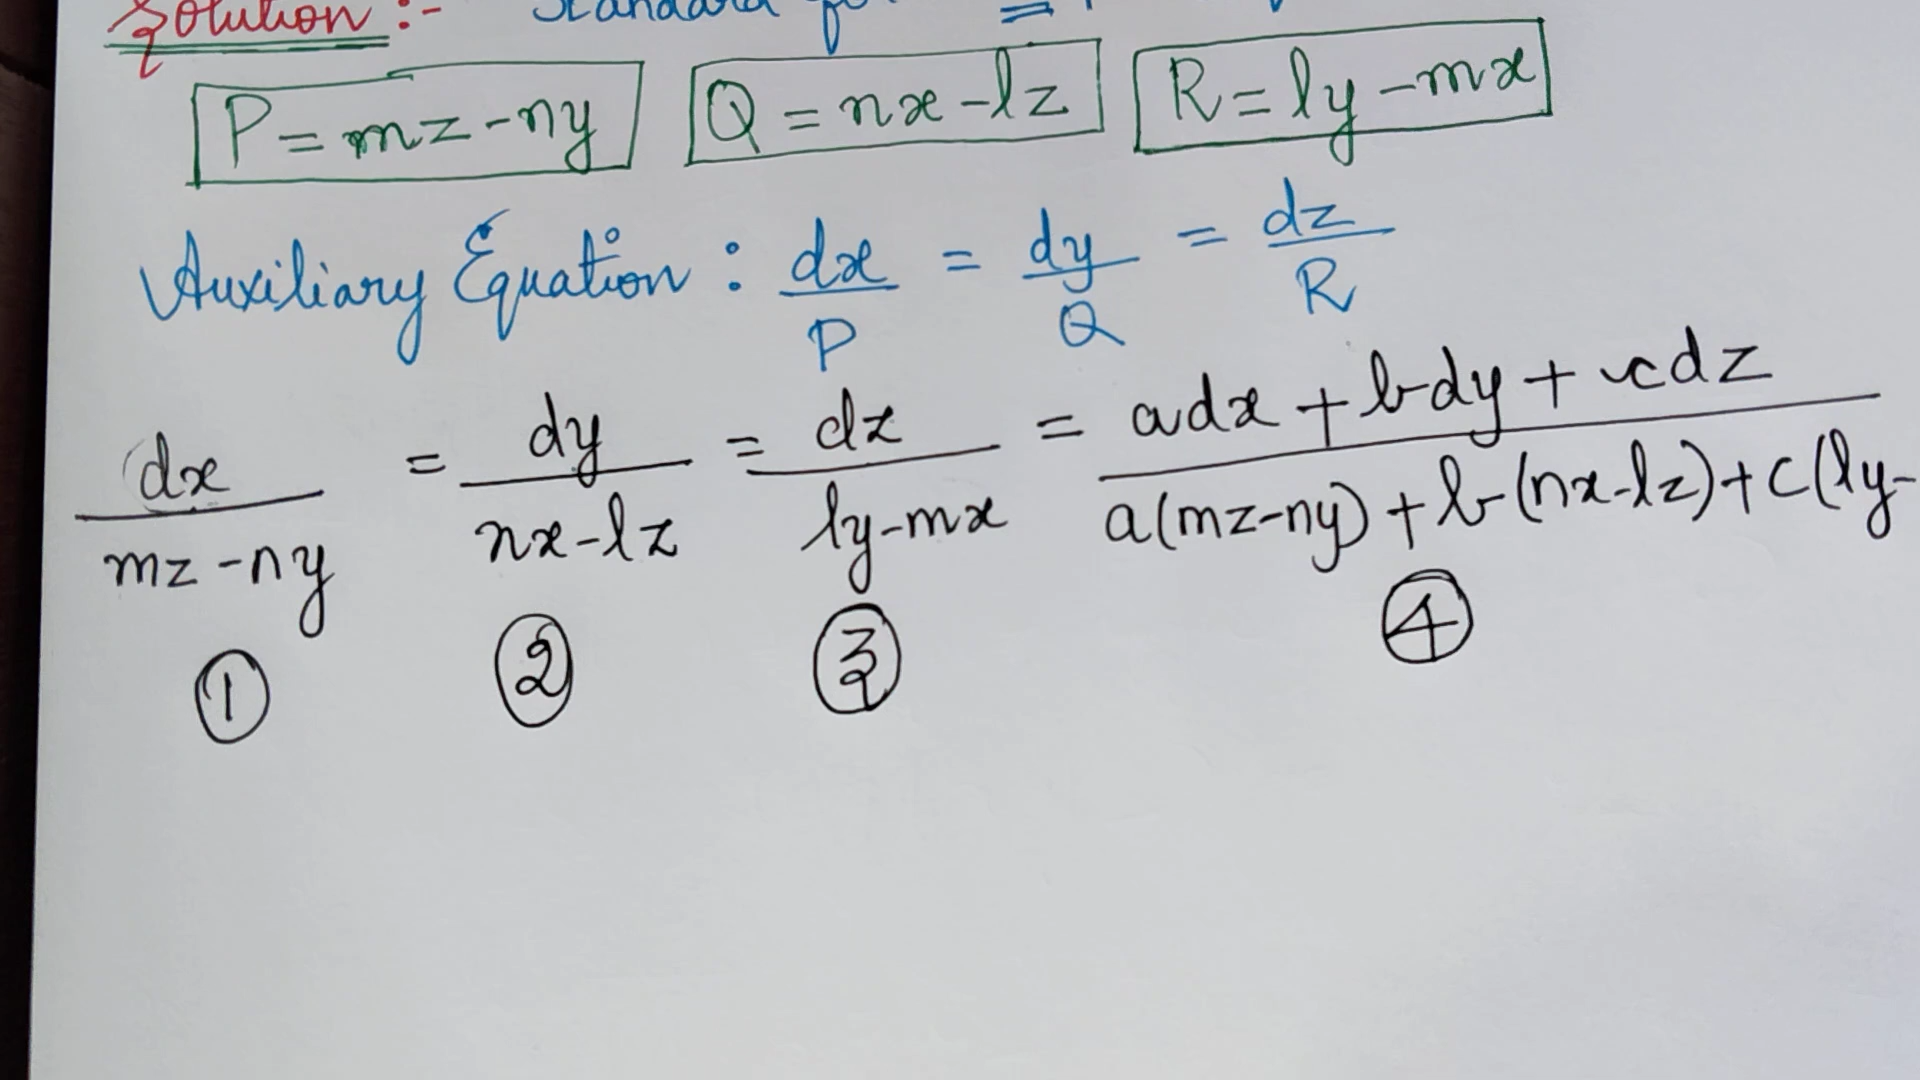 Solution :- Standard
P = mz - ny Q = nx - lz R = ly - mx
Auxiliary Equation : dx/P = dy/Q = dz/R
dx/(mz - ny) = dy/(nx - lz) = dz/(ly - mx) = (adx + bdy + cdz)/(a(mz - ny) + b(nx - lz) + c(ly -
① ② ③ ④